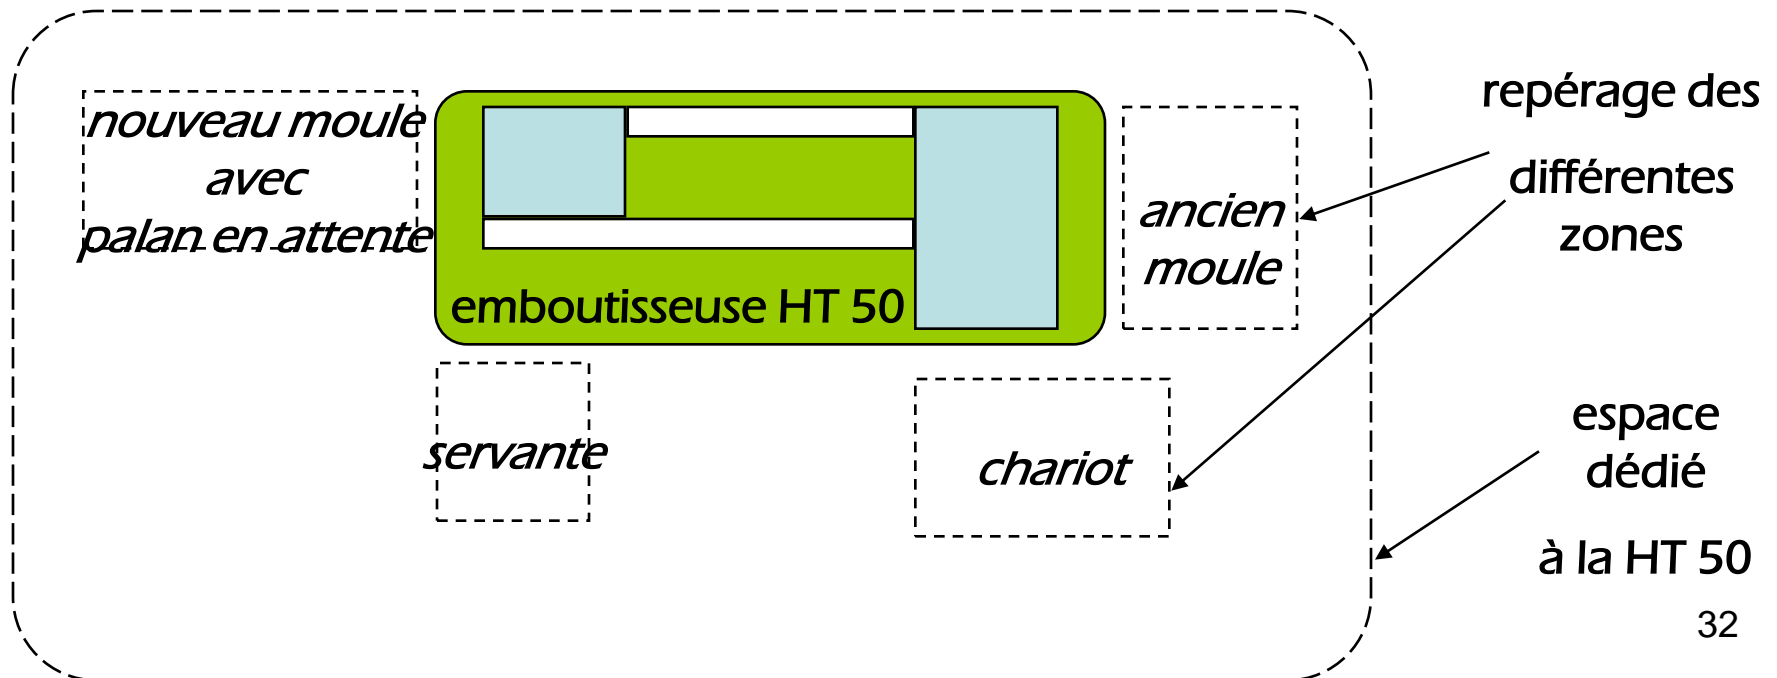 nouveau moule
avec
palan en attente
emboutisseuse HT 50
ancien
moule
servante
chariot
repérage des
différentes
zones
espace
dédié
à la HT 50
32